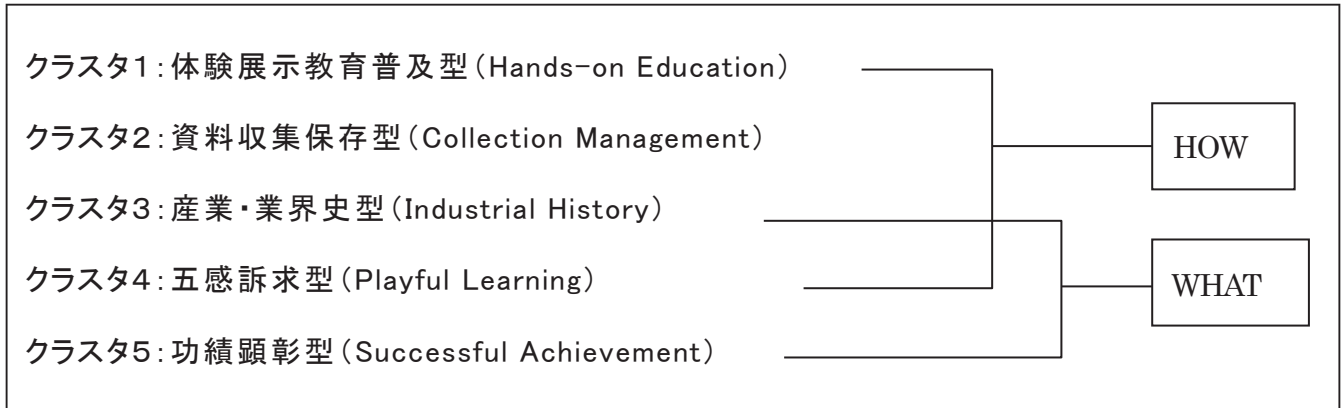 クラスタ1:体験展示教育普及型(Hands-on Education)
クラスタ2:資料収集保存型(Collection Management)
HOW
クラスタ3:産業・業界史型(Industrial History)
クラスタ4:五感訴求型(Playful Learning)
WHAT
クラスタ5:功績顕彰型(Successful Achievement)